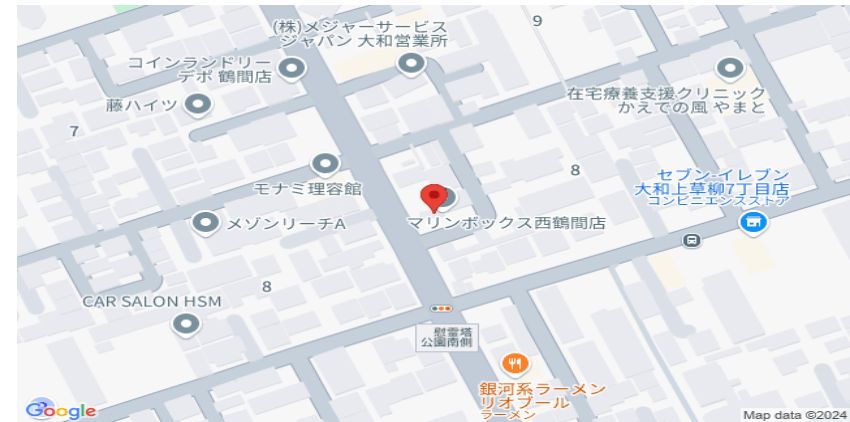 (株)メジャーサービス
ジャパン 大和営業所
9
コインランドリー
デポ 鶴間店
藤ハイツ
在宅療養支援クリニック
かえでの風 やまと
7
モナミ理容館
8
セブン-イレブン
大和上草柳7丁目店
コンビニエンスストア
メゾンリーチA
マリンボックス西鶴間店
8
CAR SALON HSM
慰霊塔
公園南側
銀河系ラーメン
リオブール
ラーメン
Google
Map data ©2024